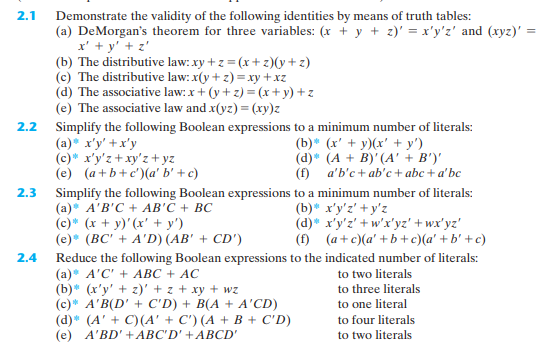 2.1 Demonstrate the validity of the following identities by means of truth tables:
(a) DeMorgan's theorem for three variables: (x + y + z)' = x'y'z' and (xyz)' =
x' + y' + z'
(b) The distributive law: xy + z = (x + z)(y + z)
(c) The distributive law: x(y + z) = xy + xz
(d) The associative law: x + (y + z) = (x + y) + z
(e) The associative law and x(yz) = (xy)z
2.2 Simplify the following Boolean expressions to a minimum number of literals:
(a)* x'y' + x'y (b)* (x' + y)(x' + y')
(c)* x'y'z + xy'z + yz (d)* (A + B)'(A' + B')'
(e) (a + b + c')(a' b' + c) (f) a'b'c + ab'c + abc + a'bc
2.3 Simplify the following Boolean expressions to a minimum number of literals:
(a)* A'B'C + AB'C + BC (b)* x'y'z' + y'z
(c)* (x + y)'(x' + y') (d)* x'y'z' + w'x'yz' + wx'yz'
(e)* (BC' + A'D) (AB' + CD') (f) (a + c)(a' + b + c)(a' + b' + c)
2.4 Reduce the following Boolean expressions to the indicated number of literals:
(a)* A'C' + ABC + AC to two literals
(b)* (x'y' + z)' + z + xy + wz to three literals
(c)* A'B(D' + C'D) + B(A + A'CD) to one literal
(d)* (A' + C)(A' + C') (A + B + C'D) to four literals
(e) A'BD' + ABC'D' + ABCD' to two literals